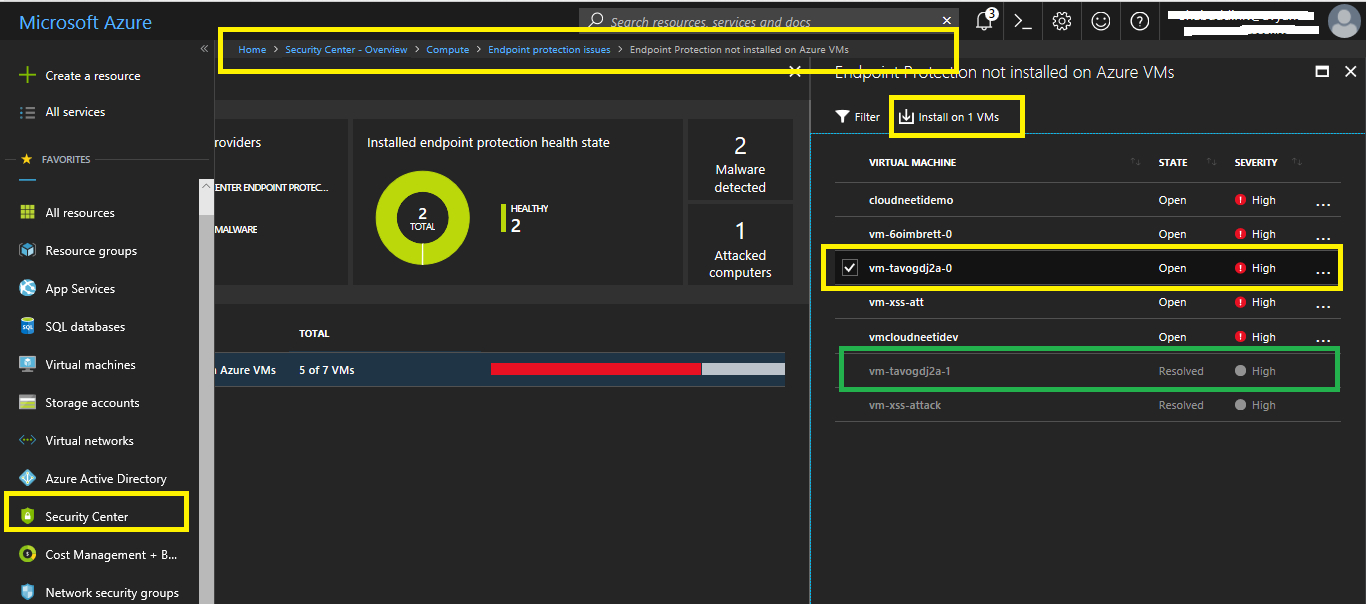 Microsoft Azure
Search resources, services and docs
3
Home > Security Center - Overview > Compute > Endpoint protection issues > Endpoint Protection not installed on Azure VMs
Create a resource
All services
FAVORITES
All resources
Resource groups
App Services
SQL databases
Virtual machines
Storage accounts
Virtual networks
Azure Active Directory
Security Center
Cost Management + B...
Network security groups
roviders
ENTER ENDPOINT PROTEC...
MALWARE
Installed endpoint protection health state
2
TOTAL
HEALTHY
2
2
Malware
detected
1
Attacked
computers
TOTAL
Azure VMs 5 of 7 VMs
Endpoint Protection not installed on Azure VMs
Filter Install on 1 VMs
VIRTUAL MACHINE STATE SEVERITY
cloudneetidemo Open High ...
vm-6oimbrett-0 Open High ...
vm-tavogdj2a-0 Open High ...
vm-xss-att Open High ...
vmcloudneetidev Open High ...
vm-tavogdj2a-1 Resolved High
vm-xss-attack Resolved High